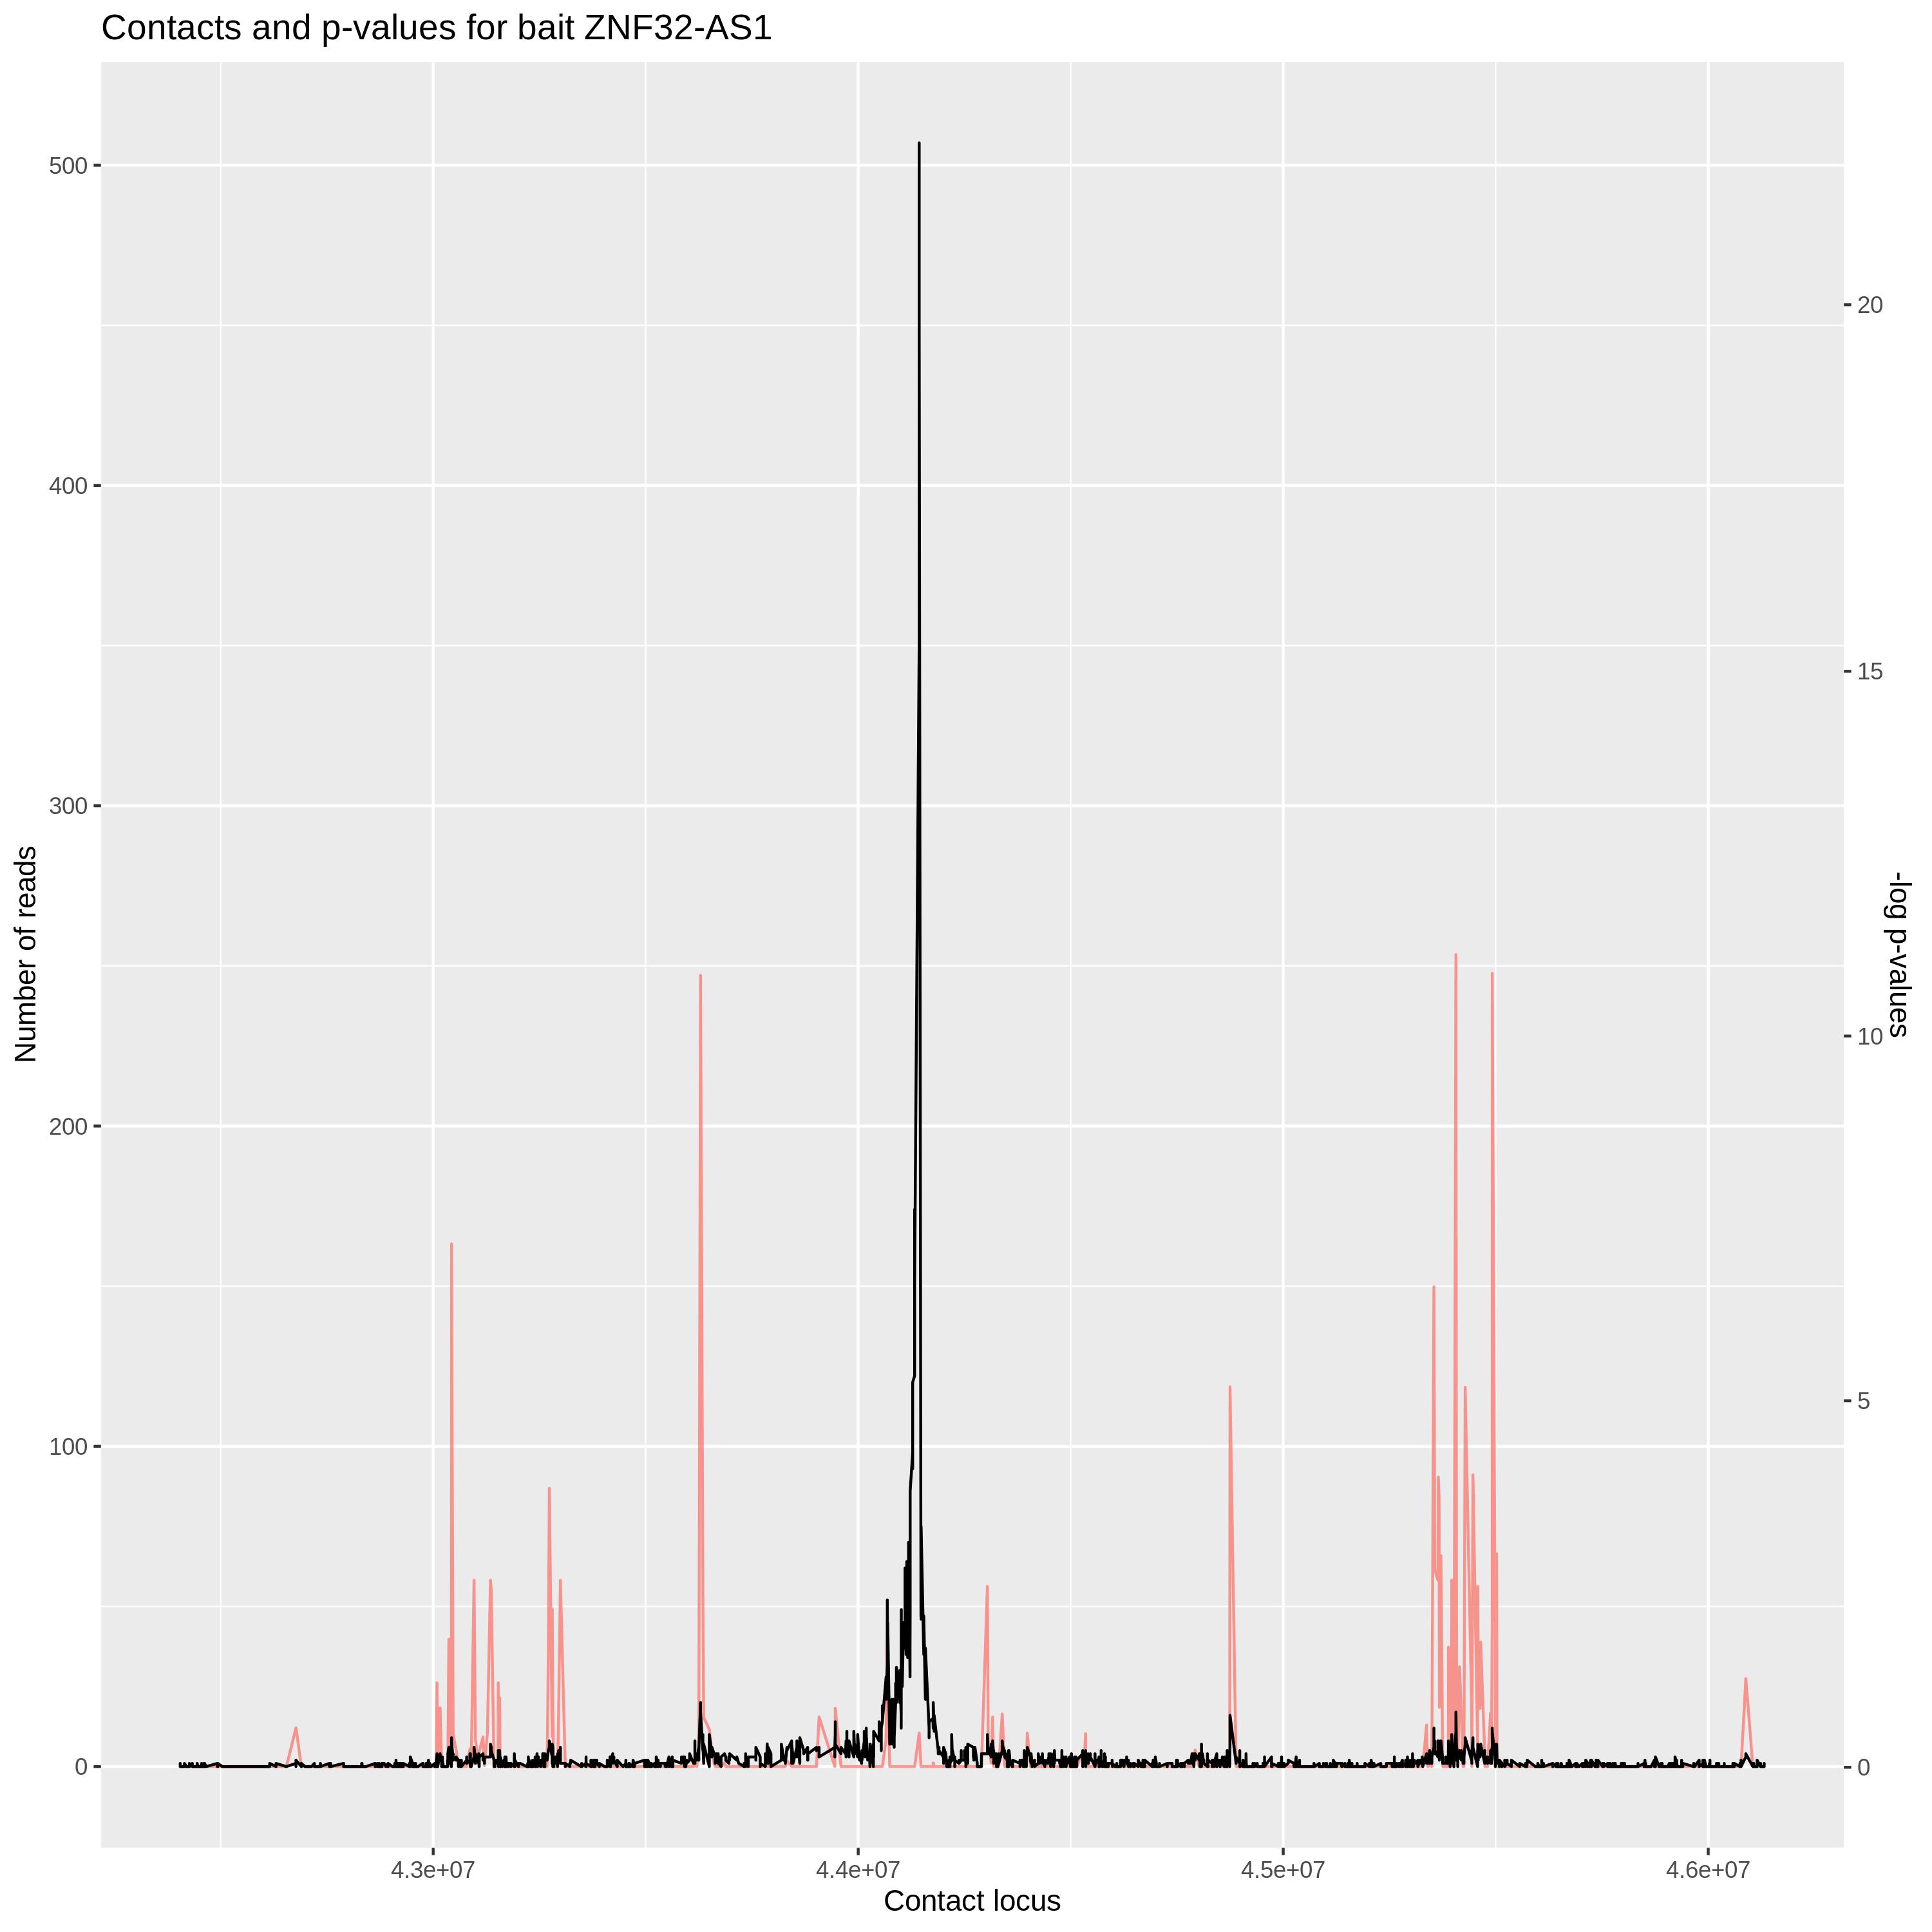 Contacts and p-values for bait ZNF32-AS1
500
400
300
200
100
0
Number of reads
20
15
10
5
0
-log p-values
4.3e+07
4.4e+07
4.5e+07
4.6e+07
Contact locus